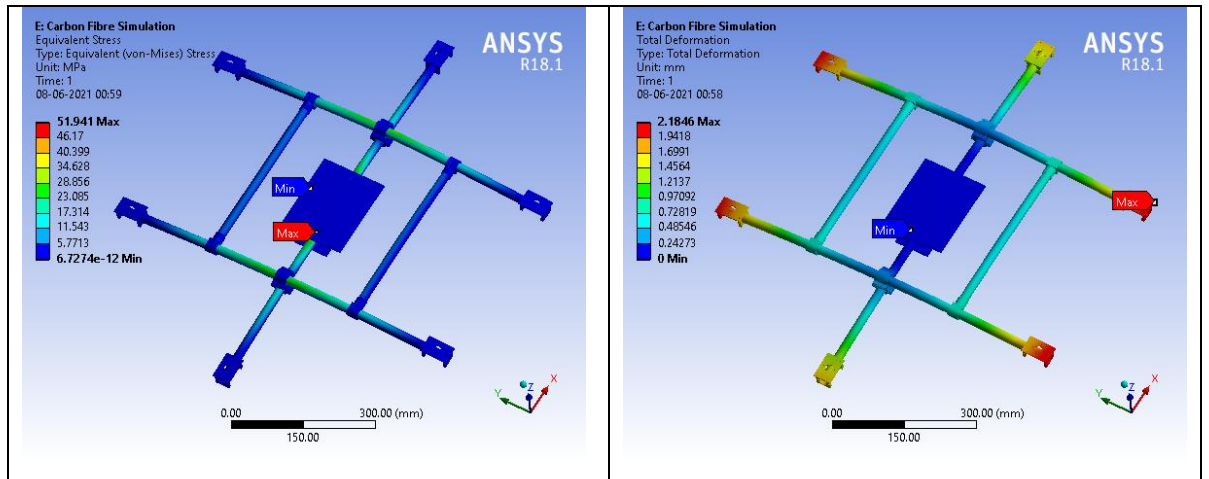 E: Carbon Fibre Simulation
Equivalent Stress
Type: Equivalent (von-Mises) Stress
Unit: MPa
Time: 1
08-06-2021 00:59
ANSYS
R18.1
51.941 Max
46.17
40.399
34.628
28.856
23.085
17.314
11.543
5.7713
6.7274e-12 Min
Min
Max
0.00 300.00 (mm)
150.00
X
Y
Z
E: Carbon Fibre Simulation
Total Deformation
Type: Total Deformation
Unit: mm
Time: 1
08-06-2021 00:58
ANSYS
R18.1
2.1846 Max
1.9418
1.6991
1.4564
1.2137
0.97092
0.72819
0.48546
0.24273
0 Min
Max
Min
0.00 300.00 (mm)
150.00
X
Y
Z